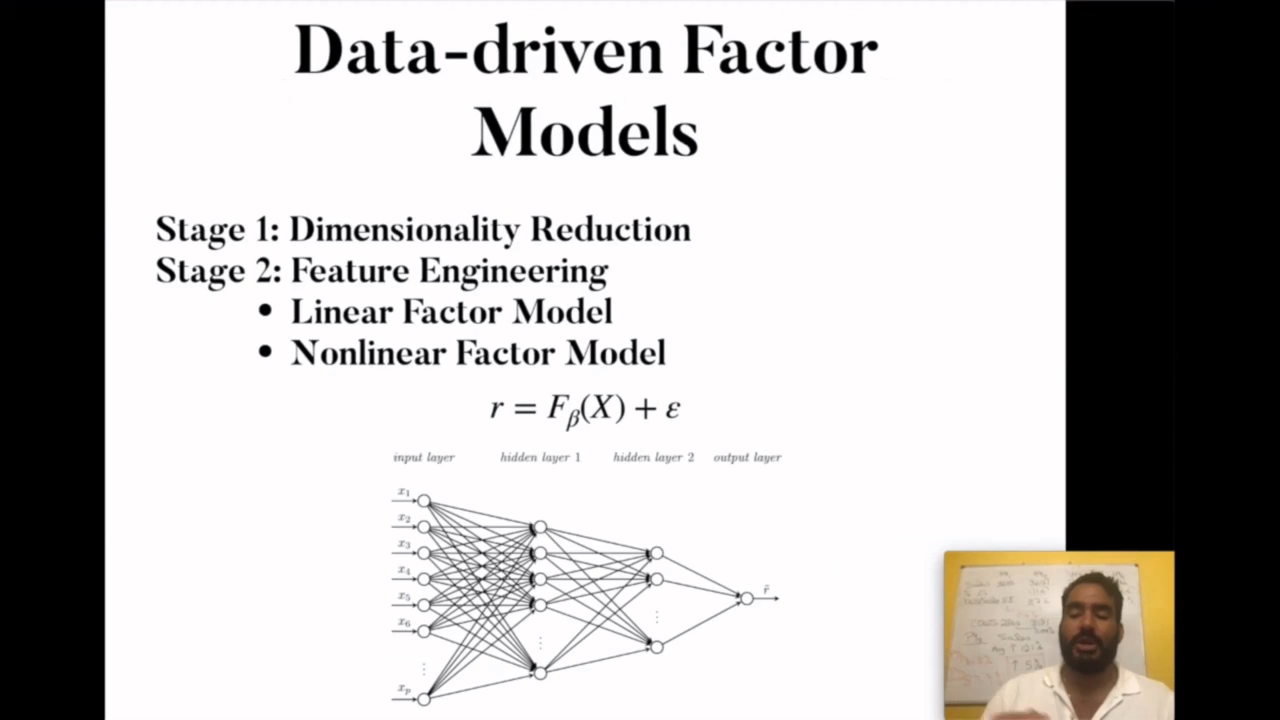 Data-driven Factor
Models
Stage 1: Dimensionality Reduction
Stage 2: Feature Engineering
• Linear Factor Model
• Nonlinear Factor Model
r = F_β(X) + ε
input layer hidden layer 1 hidden layer 2 output layer
x₁
x₂
x₃
x₄
x₅
x₆
x_p
r̂